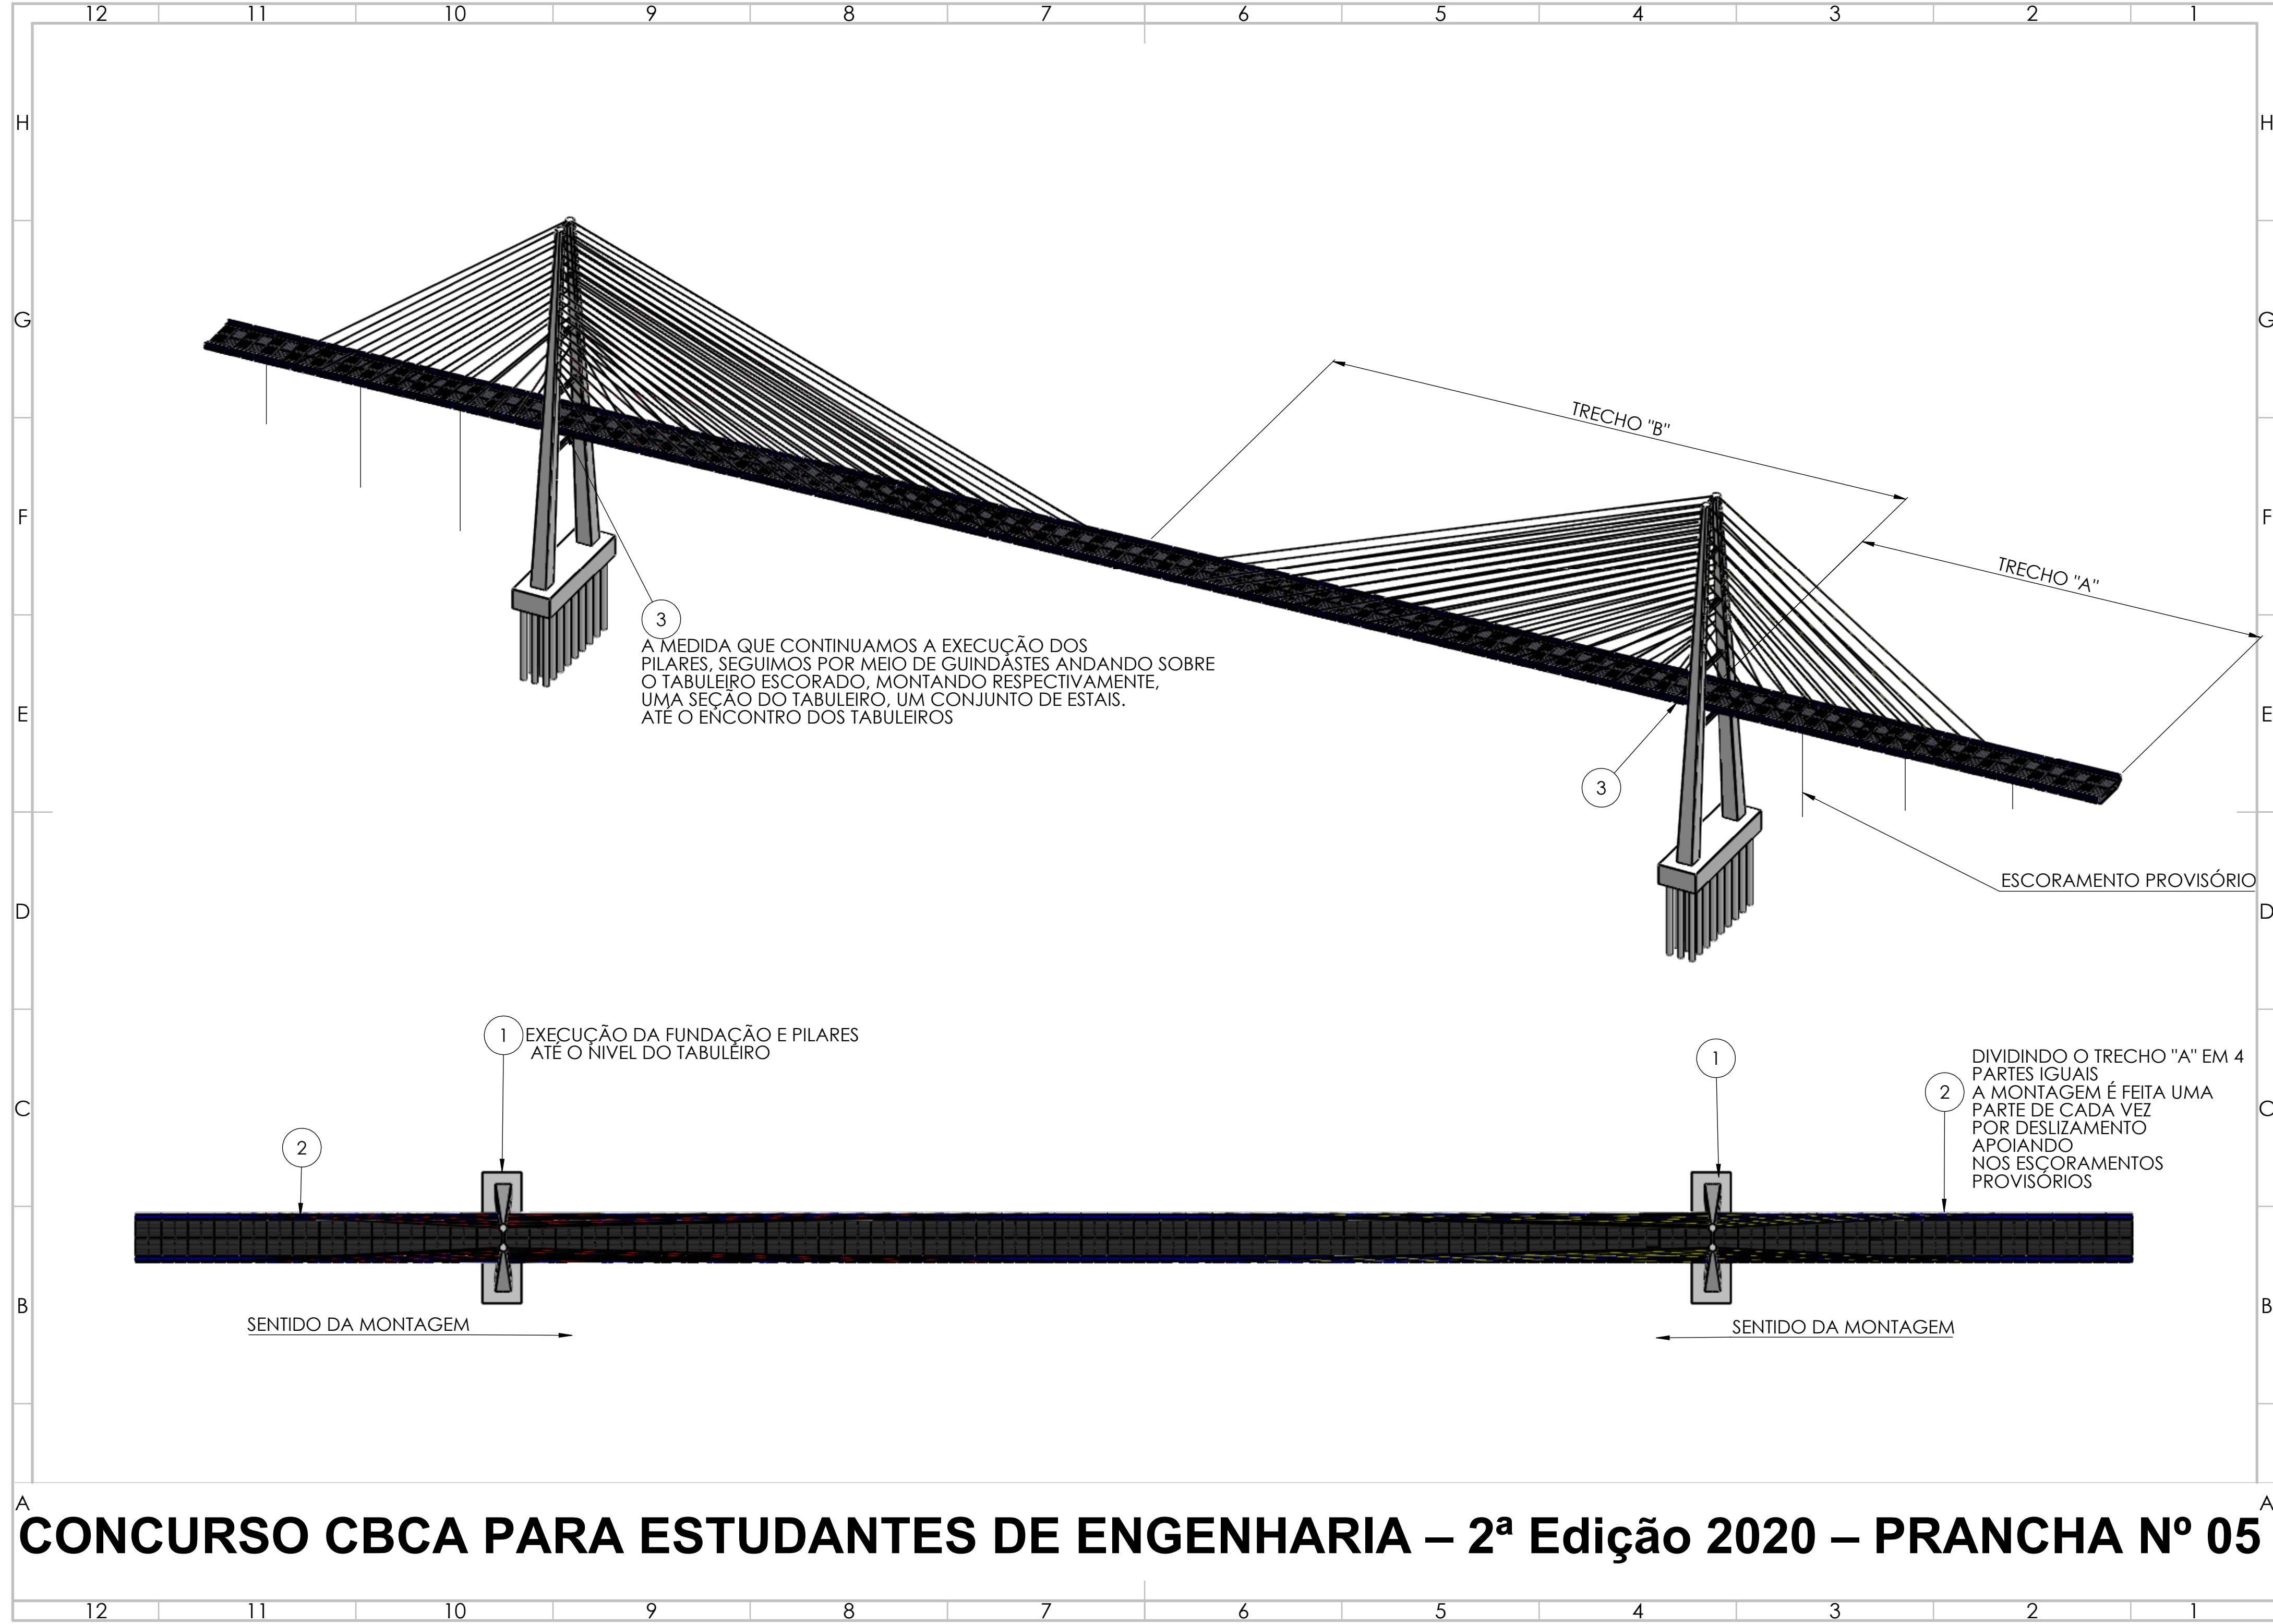 12 11 10 9 8 7 6 5 4 3 2 1
H H
G G
TRECHO "B"
F F
TRECHO "A"
3
A MEDIDA QUE CONTINUAMOS A EXECUÇÃO DOS
PILARES, SEGUIMOS POR MEIO DE GUINDASTES ANDANDO SOBRE
O TABULEIRO ESCORADO, MONTANDO RESPECTIVAMENTE,
UMA SEÇÃO DO TABULEIRO, UM CONJUNTO DE ESTAIS.
ATÉ O ENCONTRO DOS TABULEIROS
E E
3
ESCORAMENTO PROVISÓRIO
D D
1 EXECUÇÃO DA FUNDAÇÃO E PILARES
ATÉ O NIVEL DO TABULEIRO
1
2
DIVIDINDO O TRECHO "A" EM 4
PARTES IGUAIS
A MONTAGEM É FEITA UMA
PARTE DE CADA VEZ
POR DESLIZAMENTO
APOIANDO
NOS ESCORAMENTOS
PROVISÓRIOS
C C
2
B B
SENTIDO DA MONTAGEM
SENTIDO DA MONTAGEM
A A
CONCURSO CBCA PARA ESTUDANTES DE ENGENHARIA – 2ª Edição 2020 – PRANCHA Nº 05
12 11 10 9 8 7 6 5 4 3 2 1